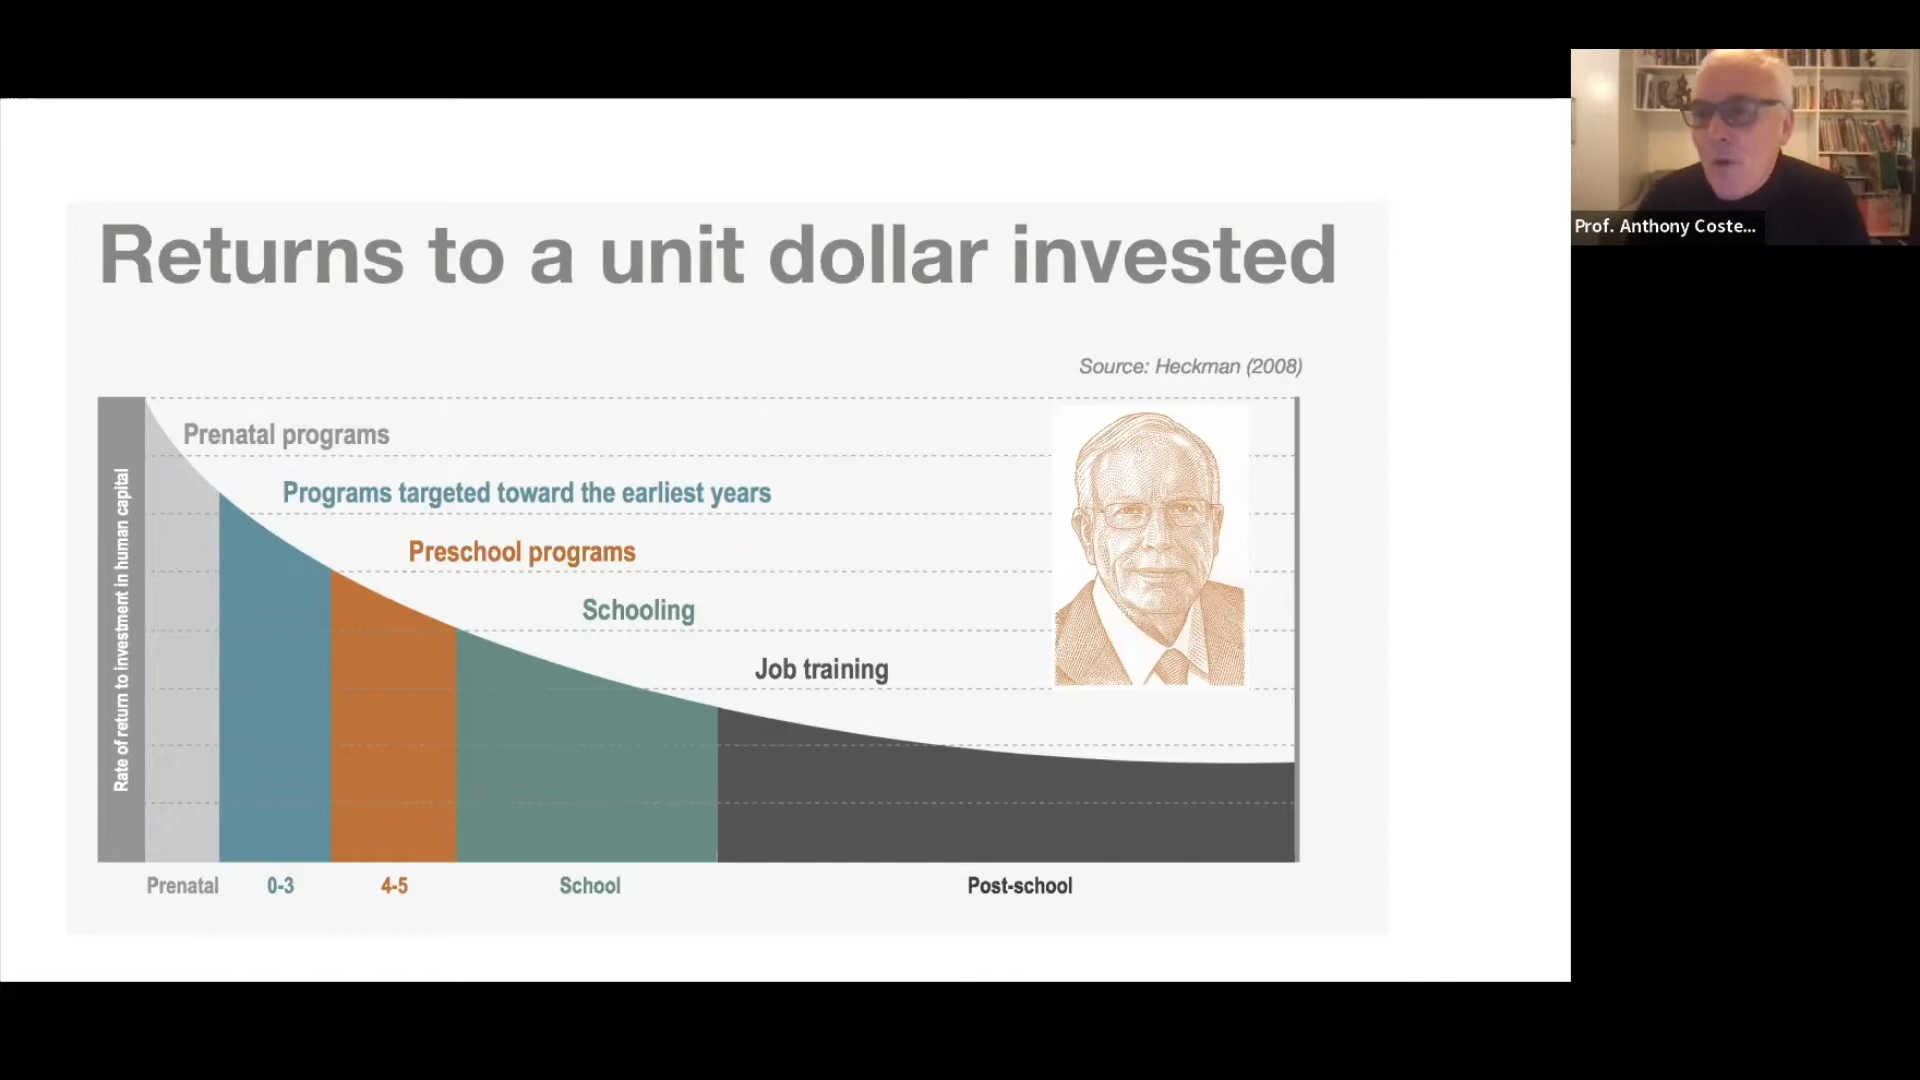 Returns to a unit dollar invested
Source: Heckman (2008)
Prenatal programs
Programs targeted toward the earliest years
Preschool programs
Schooling
Job training
Rate of return to investment in human capital
Prenatal
0-3
4-5
School
Post-school
Prof. Anthony Coste...